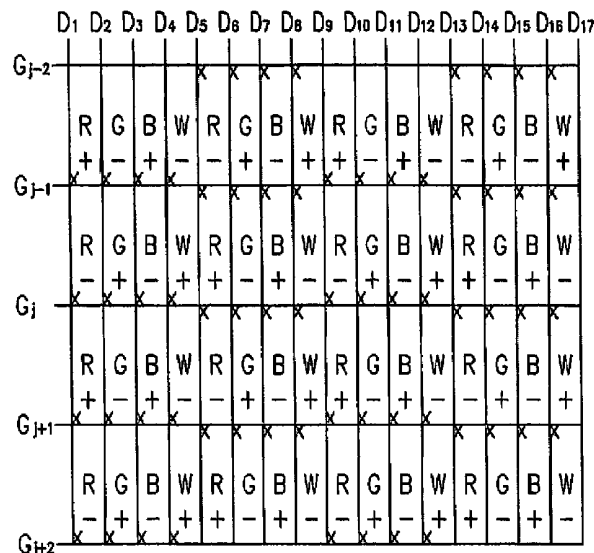 D1 D2 D3 D4 D5 D6 D7 D8 D9 D10 D11 D12 D13 D14 D15 D16 D17
Gj-2
R G B W R G B W R G B W R G B W
+ - + - - + - + + - + - - + - +
Gj-1
R G B W R G B W R G B W R G B W
- + - + + - + - - + - + + - + -
Gj
R G B W R G B W R G B W R G B W
+ - + - - + - + + - + - - + - +
Gj+1
R G B W R G B W R G B W R G B W
- + - + + - + - - + - + + - + -
Gj+2